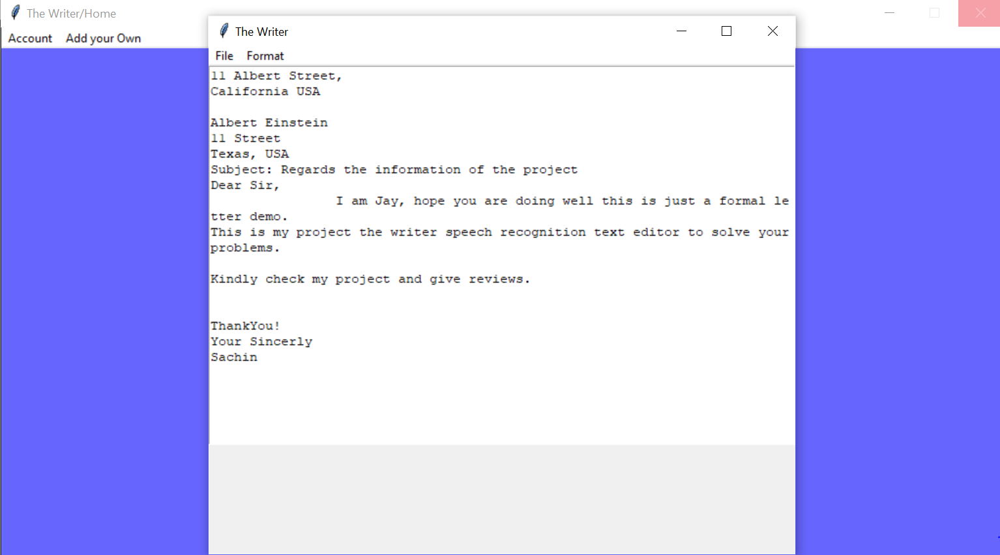 The Writer/Home
Account Add your Own
The Writer
File Format
11 Albert Street,
California USA
Albert Einstein
11 Street
Texas, USA
Subject: Regards the information of the project
Dear Sir,
I am Jay, hope you are doing well this is just a formal le
tter demo.
This is my project the writer speech recognition text editor to solve your
problems.
Kindly check my project and give reviews.
ThankYou!
Your Sincerly
Sachin